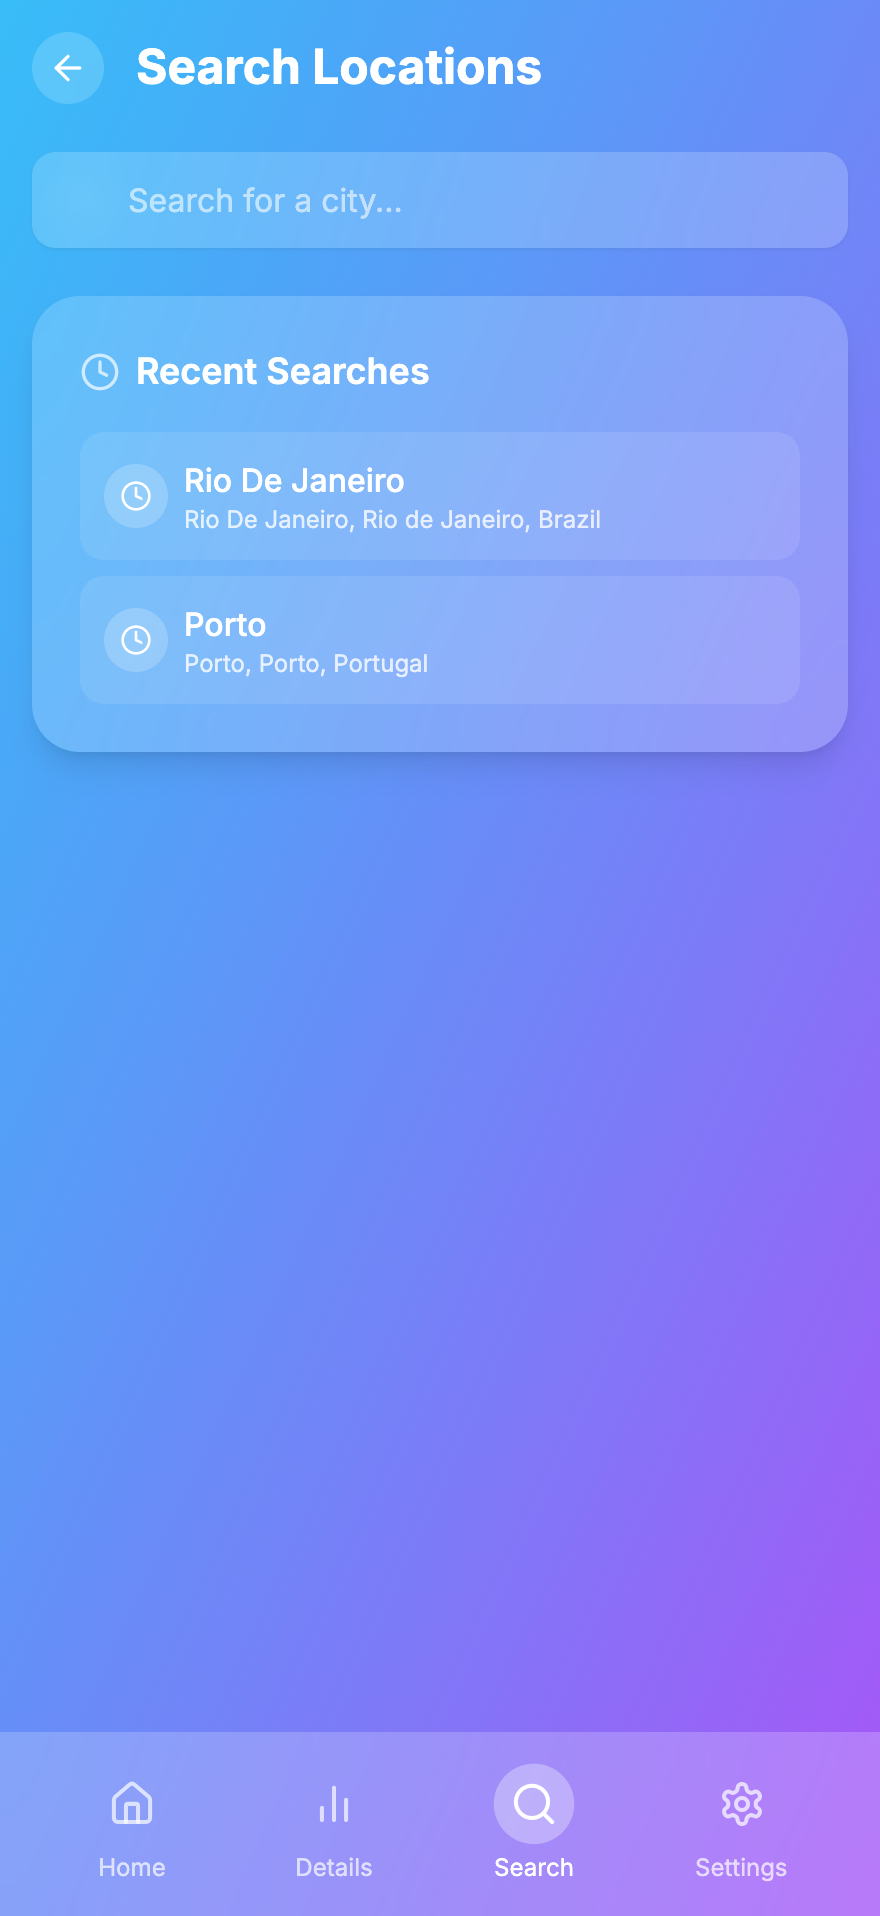 Search Locations
Search for a city...
Recent Searches
Rio De Janeiro
Rio De Janeiro, Rio de Janeiro, Brazil
Porto
Porto, Porto, Portugal
Home
Details
Search
Settings